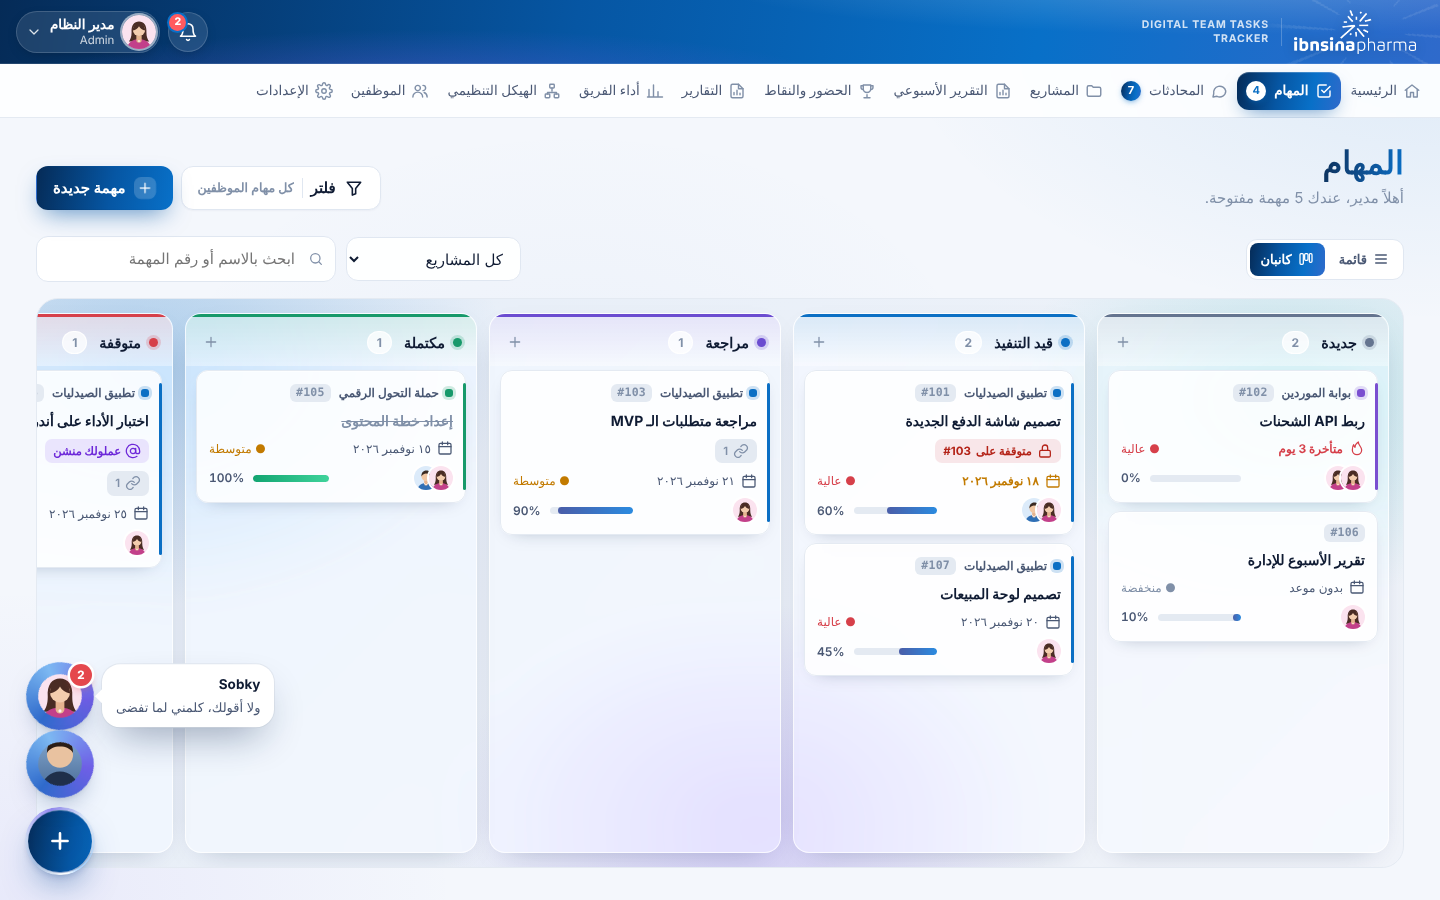 ibnsinapharma
DIGITAL TEAM TASKS
TRACKER
2
مدير النظام
Admin
الرئيسية
المهام 4
المحادثات 7
المشاريع
التقرير الأسبوعي
الحضور والنقاط
التقارير
أداء الفريق
الهيكل التنظيمي
الموظفين
الإعدادات
المهام
أهلاً مدير، عندك 5 مهمة مفتوحة.
فلتر كل مهام الموظفين
مهمة جديدة
قائمة
كانبان
كل المشاريع
ابحث بالاسم أو رقم المهمة
جديدة 2
بوابة الموردين #102
ربط API الشحنات
متأخرة 3 يوم
عالية
0%
#106
تقرير الأسبوع للإدارة
بدون موعد
منخفضة
10%
قيد التنفيذ 2
تطبيق الصيدليات #101
تصميم شاشة الدفع الجديدة
متوقفة على #103
١٨ نوفمبر ٢٠٢٦
عالية
60%
تطبيق الصيدليات #107
تصميم لوحة المبيعات
٢٠ نوفمبر ٢٠٢٦
عالية
45%
مراجعة 1
تطبيق الصيدليات #103
مراجعة متطلبات الـ MVP
1
٢١ نوفمبر ٢٠٢٦
متوسطة
90%
مكتملة 1
حملة التحول الرقمي #105
إعداد خطة المحتوى
١٥ نوفمبر ٢٠٢٦
متوسطة
100%
متوقفة 1
تطبيق الصيدليات
اختبار الأداء على
عملولك منشن
1
٢٥ نوفمبر ٢٠٢٦
2
Sobky
ولا أقولك، كلمني لما تفضى